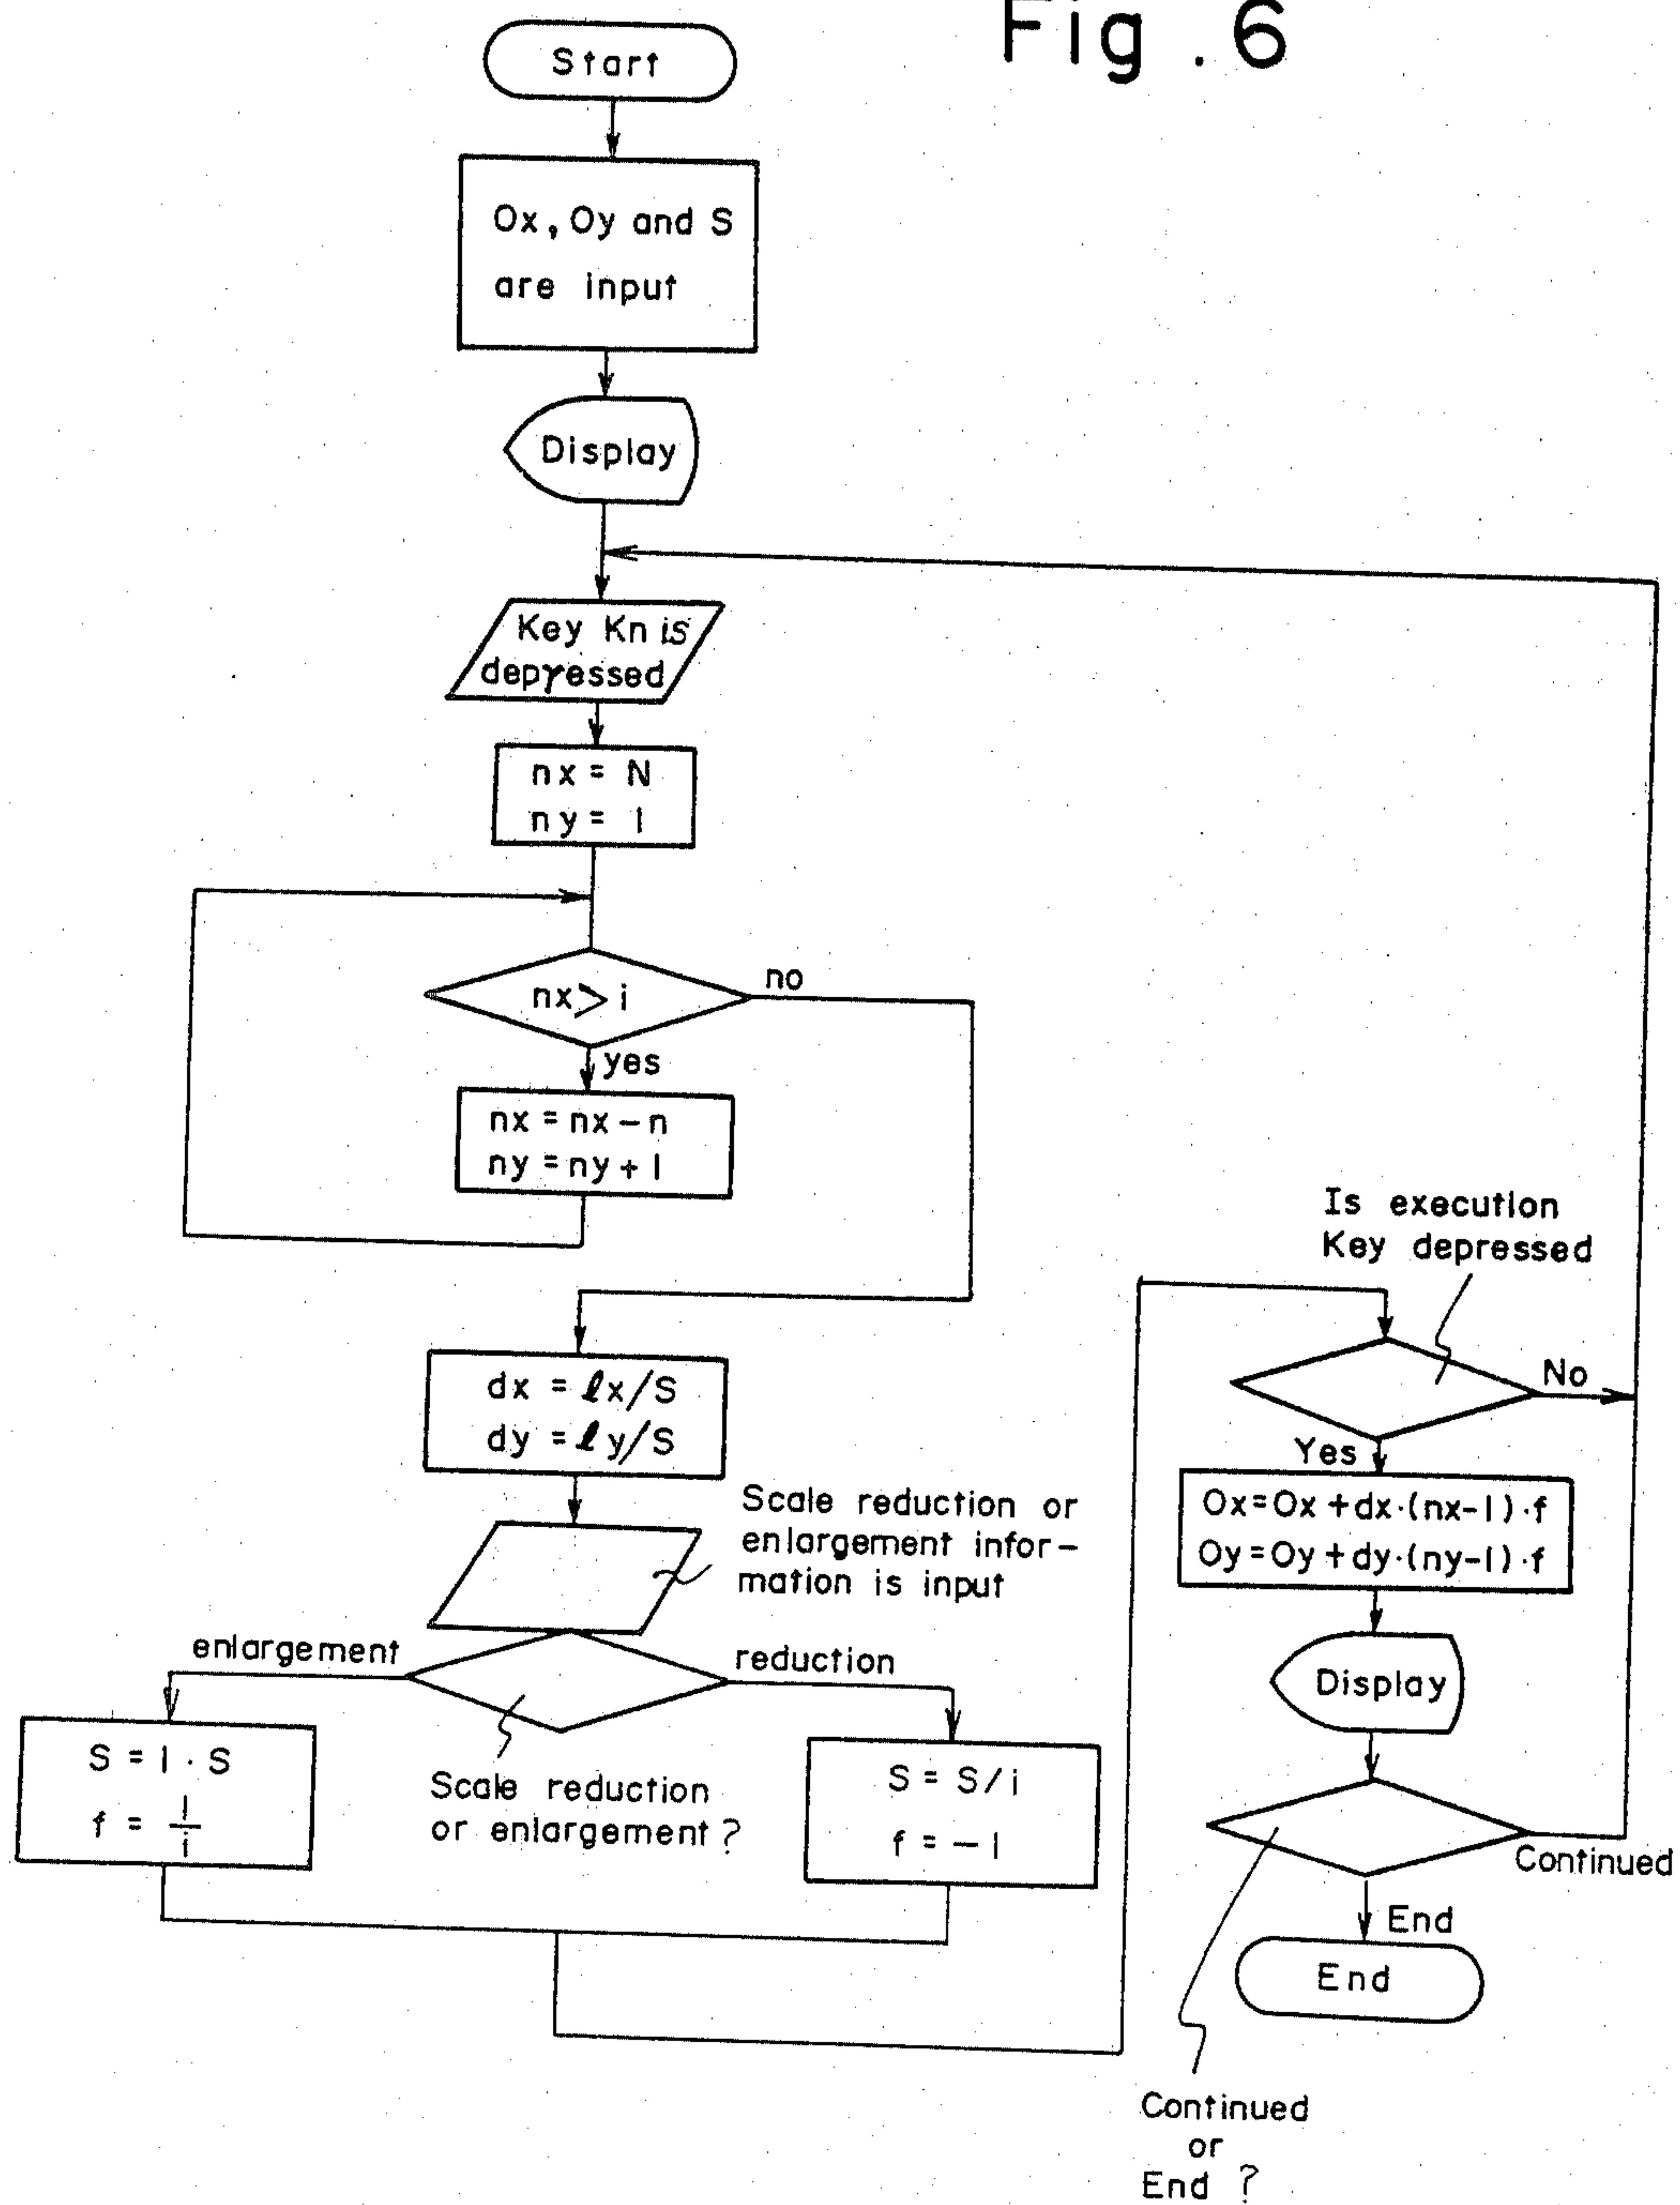 Fig. 6
Start
Ox, Oy and S
are input
Display
Key Kn is
depressed
nx = N
ny = 1
nx > i
no
yes
nx = nx - n
ny = ny + 1
dx = ℓx/S
dy = ℓy/S
Scale reduction or
enlargement infor-
mation is input
enlargement
reduction
S = 1 · S
f = 1/i
Scale reduction
or enlargement?
S = S/i
f = -1
Is execution
Key depressed
No
Yes
Ox=Ox+dx·(nx-1)·f
Oy=Oy+dy·(ny-1)·f
Display
Continued
End
End
Continued
or
End ?